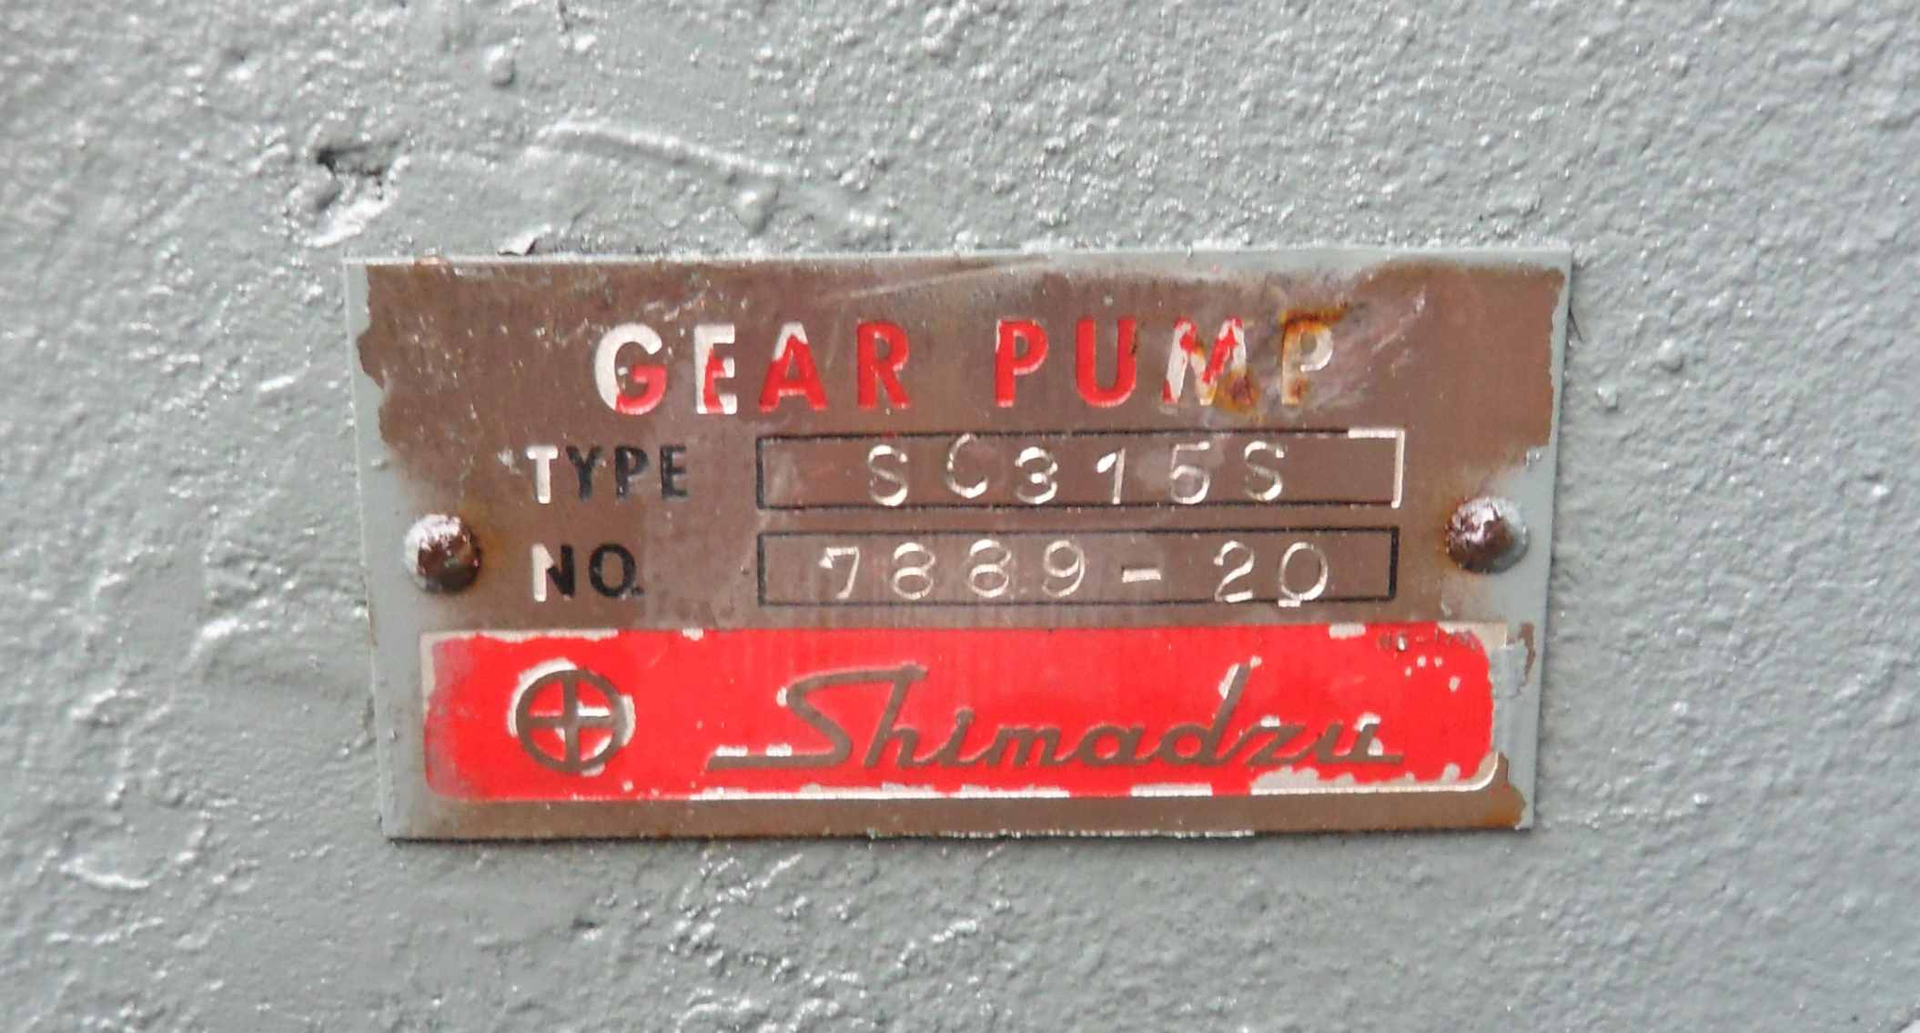 GEAR PUMP
TYPE SC315S
NO. 7889-20
Shimadzu